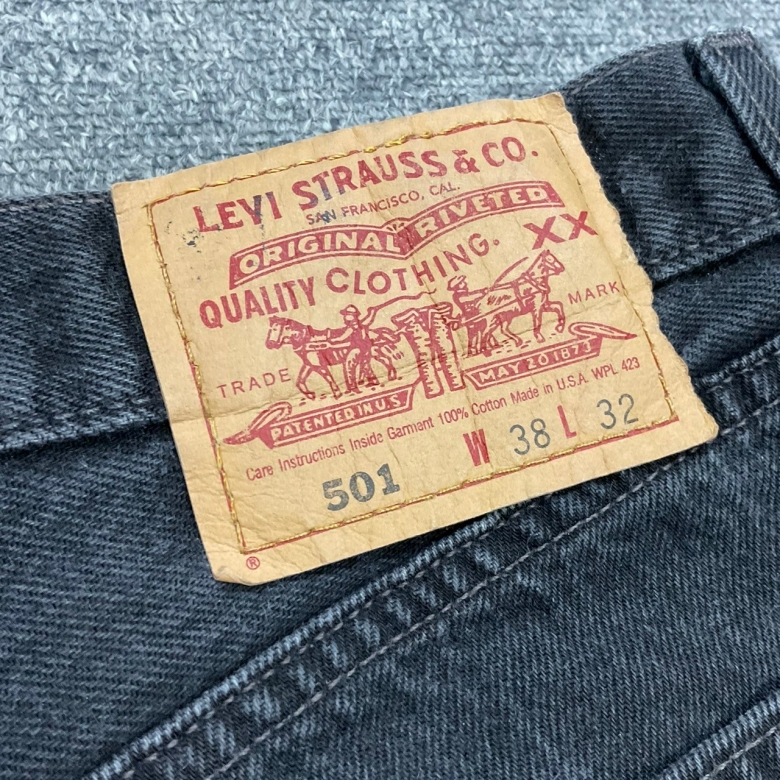 LEVI STRAUSS & CO.
SAN FRANCISCO, CAL.
ORIGINAL RIVETED
QUALITY CLOTHING. XX
TRADE MARK
PATENTED IN U.S. MAY 20 1873
Care Instructions Inside Garment 100% Cotton Made in U.S.A. WPL 423
501 W 38 L 32
®